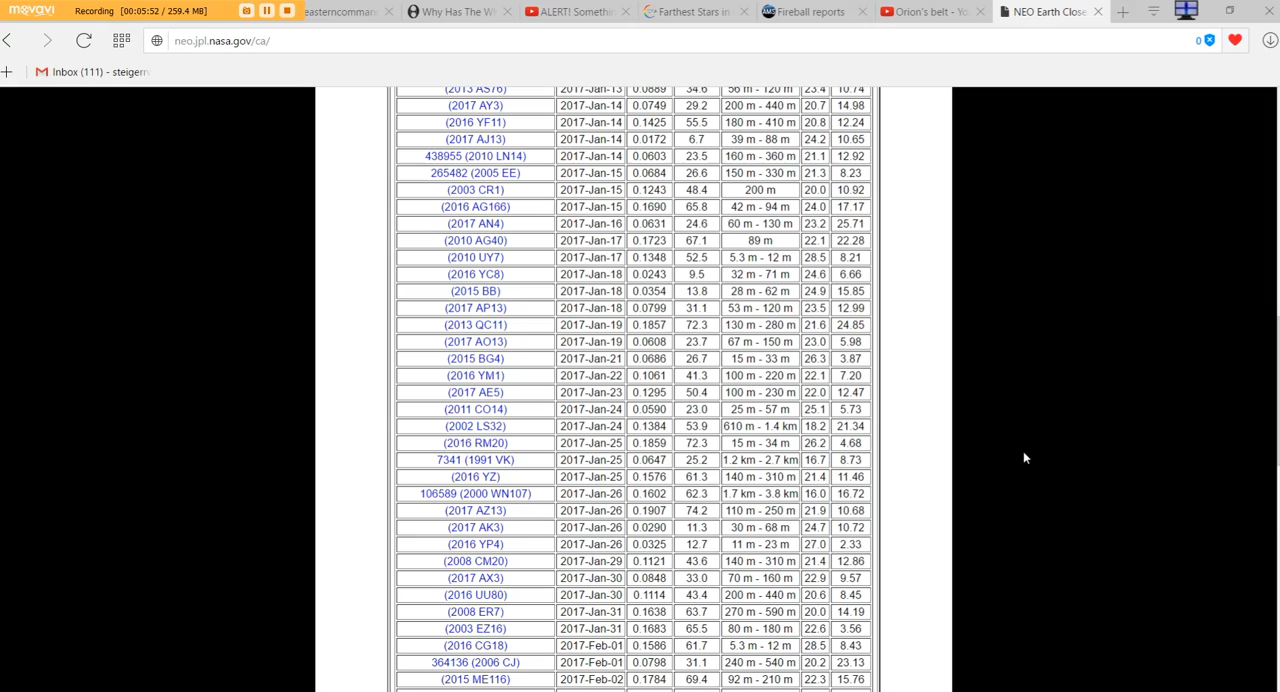 movavi Recording [00:05:52 / 259.4 MB] easterncomman Why Has The W ALERT! Somethin Farthest Stars in Fireball reports Orion's belt - Yo NEO Earth Close
neo.jpl.nasa.gov/ca/ 0
Inbox (111) - steigerr
(2013 AS76) 2017-Jan-13 0.0889 34.6 56 m - 120 m 23.4 10.74
(2017 AY3) 2017-Jan-14 0.0749 29.2 200 m - 440 m 20.7 14.98
(2016 YF11) 2017-Jan-14 0.1425 55.5 180 m - 410 m 20.8 12.24
(2017 AJ13) 2017-Jan-14 0.0172 6.7 39 m - 88 m 24.2 10.65
438955 (2010 LN14) 2017-Jan-14 0.0603 23.5 160 m - 360 m 21.1 12.92
265482 (2005 EE) 2017-Jan-15 0.0684 26.6 150 m - 330 m 21.3 8.23
(2003 CR1) 2017-Jan-15 0.1243 48.4 200 m 20.0 10.92
(2016 AG166) 2017-Jan-15 0.1690 65.8 42 m - 94 m 24.0 17.17
(2017 AN4) 2017-Jan-16 0.0631 24.6 60 m - 130 m 23.2 25.71
(2010 AG40) 2017-Jan-17 0.1723 67.1 89 m 22.1 22.28
(2010 UY7) 2017-Jan-17 0.1348 52.5 5.3 m - 12 m 28.5 8.21
(2016 YC8) 2017-Jan-18 0.0243 9.5 32 m - 71 m 24.6 6.66
(2015 BB) 2017-Jan-18 0.0354 13.8 28 m - 62 m 24.9 15.85
(2017 AP13) 2017-Jan-18 0.0799 31.1 53 m - 120 m 23.5 12.99
(2013 QC11) 2017-Jan-19 0.1857 72.3 130 m - 280 m 21.6 24.85
(2017 AO13) 2017-Jan-19 0.0608 23.7 67 m - 150 m 23.0 5.98
(2015 BG4) 2017-Jan-21 0.0686 26.7 15 m - 33 m 26.3 3.87
(2016 YM1) 2017-Jan-22 0.1061 41.3 100 m - 220 m 22.1 7.20
(2017 AE5) 2017-Jan-23 0.1295 50.4 100 m - 230 m 22.0 12.47
(2011 CO14) 2017-Jan-24 0.0590 23.0 25 m - 57 m 25.1 5.73
(2002 LS32) 2017-Jan-24 0.1384 53.9 610 m - 1.4 km 18.2 21.34
(2016 RM20) 2017-Jan-25 0.1859 72.3 15 m - 34 m 26.2 4.68
7341 (1991 VK) 2017-Jan-25 0.0647 25.2 1.2 km - 2.7 km 16.7 8.73
(2016 YZ) 2017-Jan-25 0.1576 61.3 140 m - 310 m 21.4 11.46
106589 (2000 WN107) 2017-Jan-26 0.1602 62.3 1.7 km - 3.8 km 16.0 16.72
(2017 AZ13) 2017-Jan-26 0.1907 74.2 110 m - 250 m 21.9 10.68
(2017 AK3) 2017-Jan-26 0.0290 11.3 30 m - 68 m 24.7 10.72
(2016 YP4) 2017-Jan-26 0.0325 12.7 11 m - 23 m 27.0 2.33
(2008 CM20) 2017-Jan-29 0.1121 43.6 140 m - 310 m 21.4 12.86
(2017 AX3) 2017-Jan-30 0.0848 33.0 70 m - 160 m 22.9 9.57
(2016 UU80) 2017-Jan-30 0.1114 43.4 200 m - 440 m 20.6 8.45
(2008 ER7) 2017-Jan-31 0.1638 63.7 270 m - 590 m 20.0 14.19
(2003 EZ16) 2017-Jan-31 0.1683 65.5 80 m - 180 m 22.6 3.56
(2016 CG18) 2017-Feb-01 0.1586 61.7 5.3 m - 12 m 28.5 8.43
364136 (2006 CJ) 2017-Feb-01 0.0798 31.1 240 m - 540 m 20.2 23.13
(2015 ME116) 2017-Feb-02 0.1784 69.4 92 m - 210 m 22.3 15.76